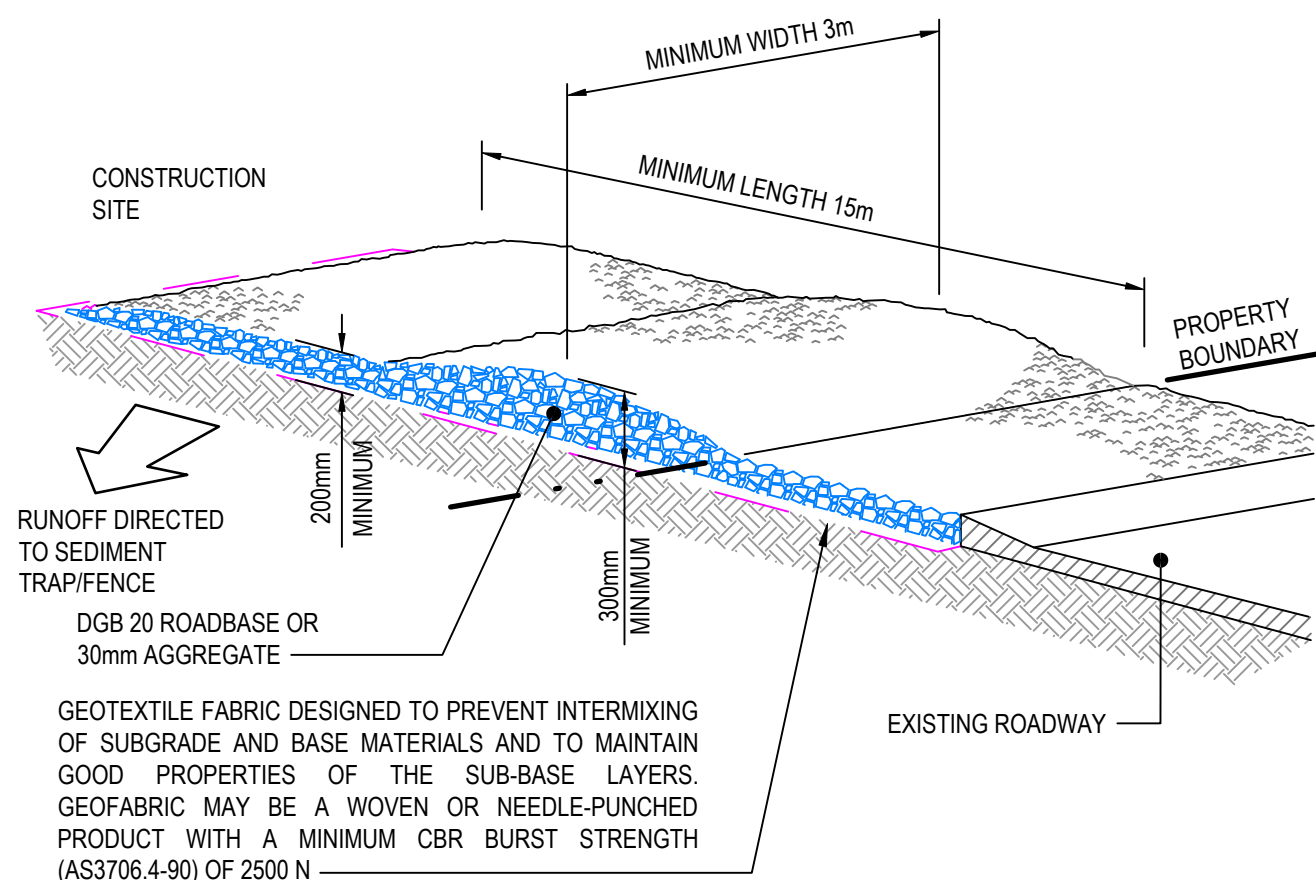 MINIMUM WIDTH 3m
MINIMUM LENGTH 15m
CONSTRUCTION
SITE
PROPERTY
BOUNDARY
200mm
MINIMUM
300mm
MINIMUM
RUNOFF DIRECTED
TO SEDIMENT
TRAP/FENCE
DGB 20 ROADBASE OR
30mm AGGREGATE
GEOTEXTILE FABRIC DESIGNED TO PREVENT INTERMIXING
OF SUBGRADE AND BASE MATERIALS AND TO MAINTAIN
GOOD PROPERTIES OF THE SUB-BASE LAYERS.
GEOFABRIC MAY BE A WOVEN OR NEEDLE-PUNCHED
PRODUCT WITH A MINIMUM CBR BURST STRENGTH
(AS3706.4-90) OF 2500 N
EXISTING ROADWAY